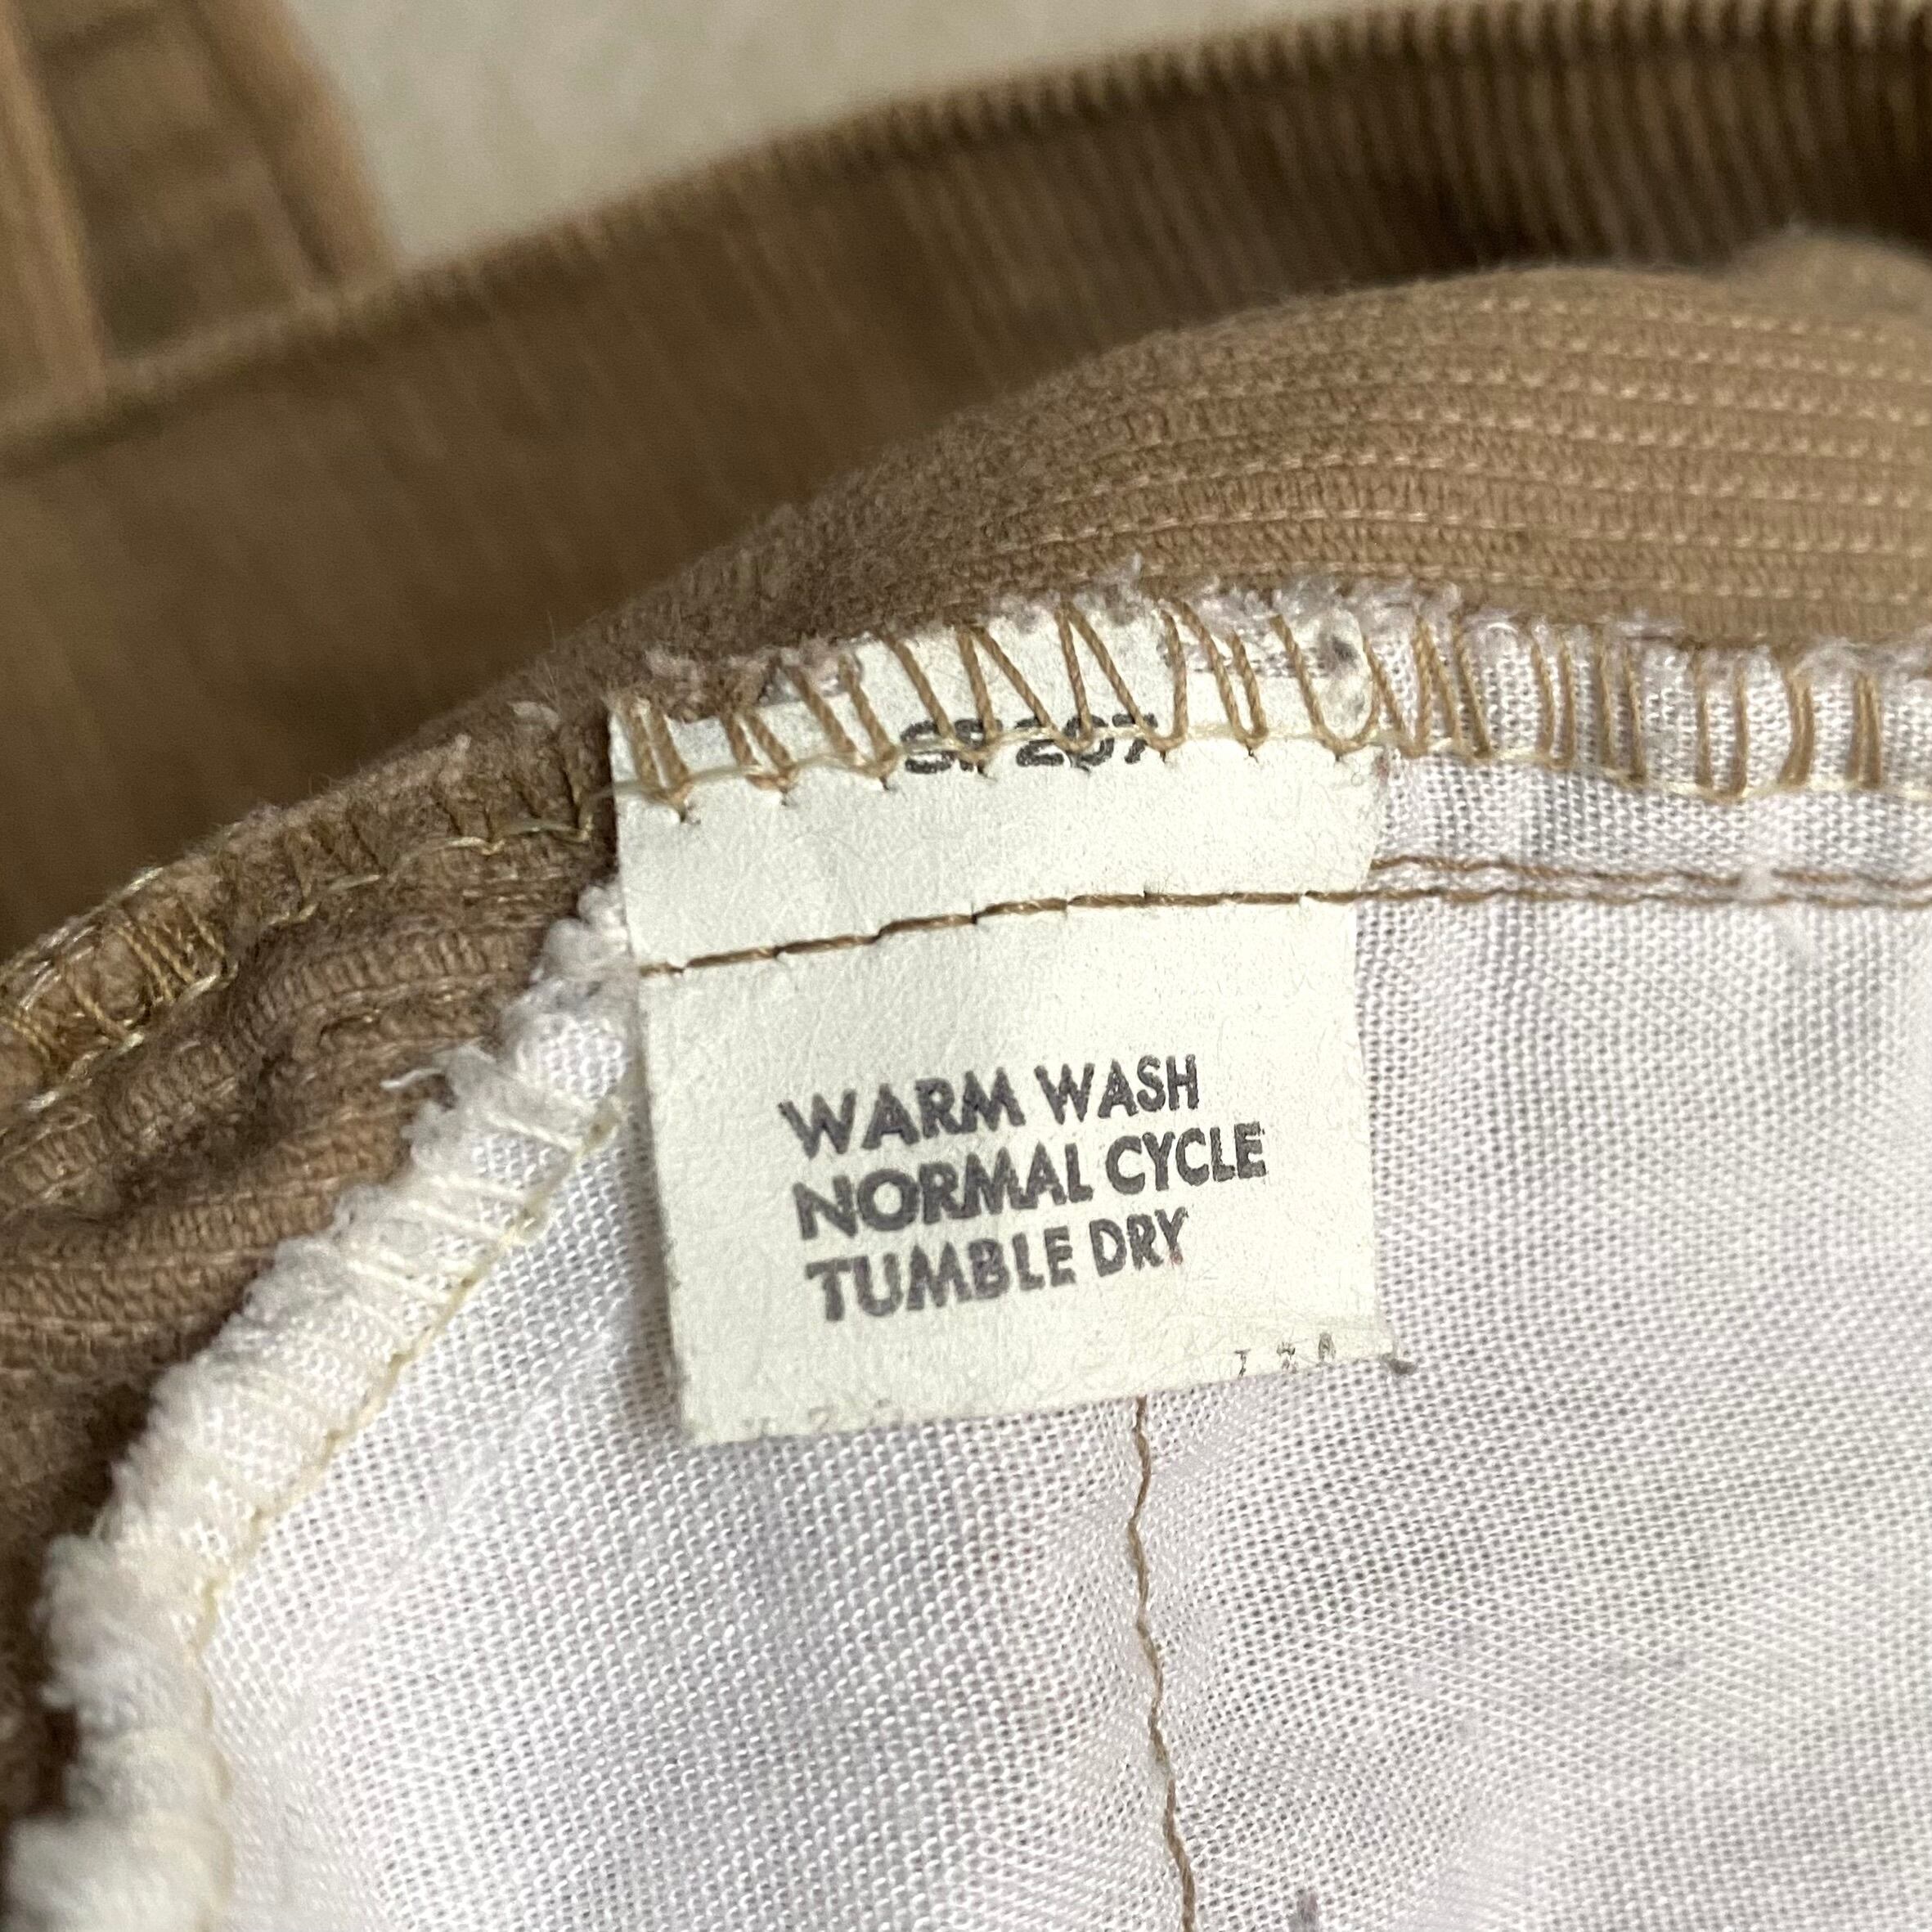 WARM WASH
NORMAL CYCLE
TUMBLE DRY